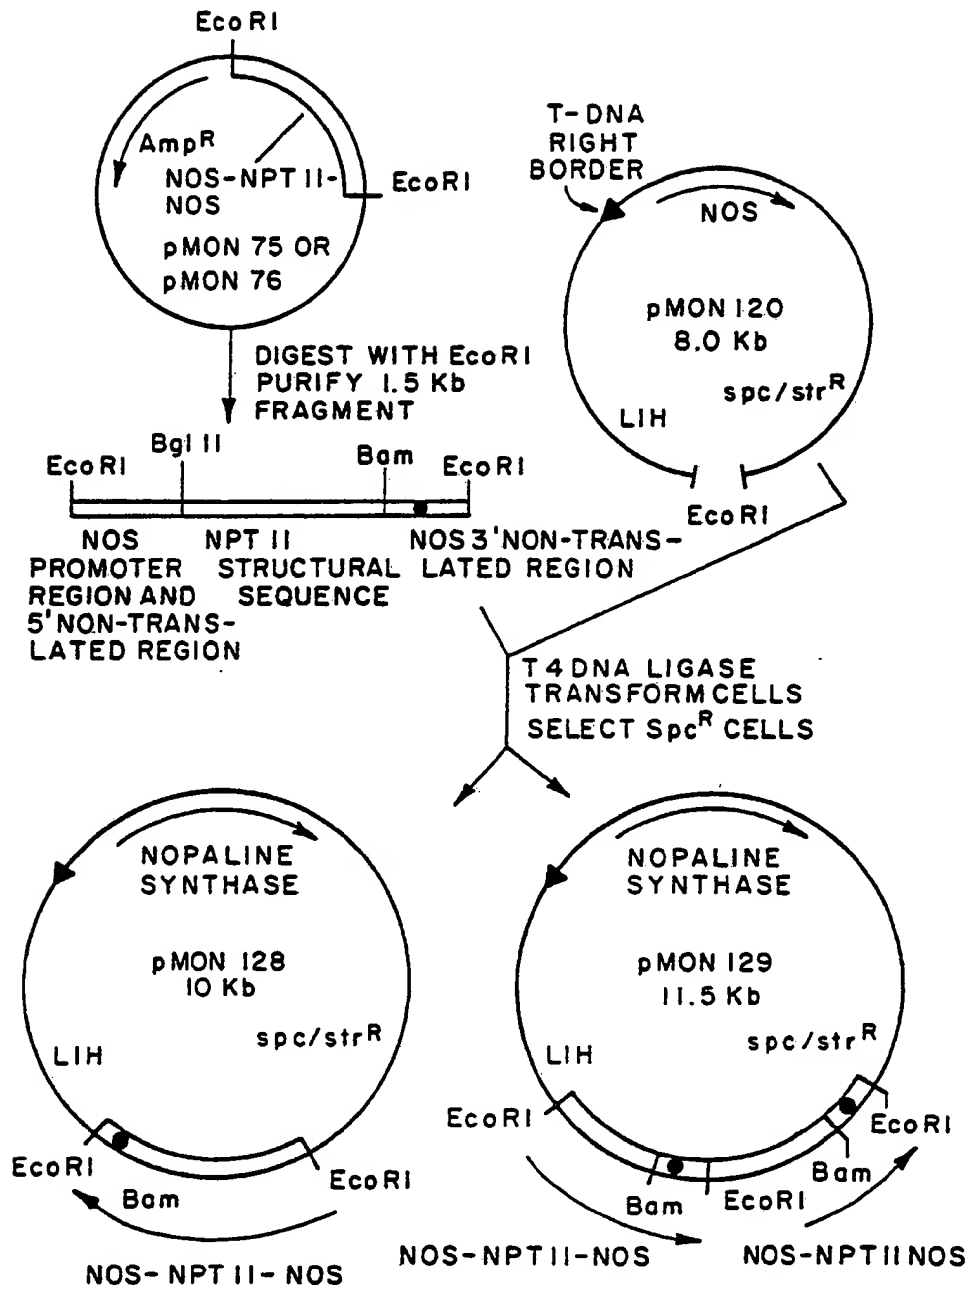 EcoRI
AmpR
NOS-NPT II-
NOS
EcoRI
pMON 75 OR
pMON 76
T-DNA
RIGHT
BORDER
NOS
pMON 120
8.0 Kb
spc/strR
LIH
EcoRI
DIGEST WITH EcoRI
PURIFY 1.5 Kb
FRAGMENT
EcoRI
Bgl II
Bam
EcoRI
NOS
PROMOTER
REGION AND
5'NON-TRANS-
LATED REGION
NPT II
STRUCTURAL
SEQUENCE
NOS 3'NON-TRANS-
LATED REGION
T4 DNA LIGASE
TRANSFORM CELLS
SELECT SpcR CELLS
NOPALINE
SYNTHASE
pMON 128
10 Kb
spc/strR
LIH
EcoRI
Bam
EcoRI
NOS-NPT II-NOS
NOPALINE
SYNTHASE
pMON 129
11.5 Kb
spc/strR
LIH
EcoRI
Bam
EcoRI
Bam
EcoRI
NOS-NPT II-NOS
NOS-NPT II NOS